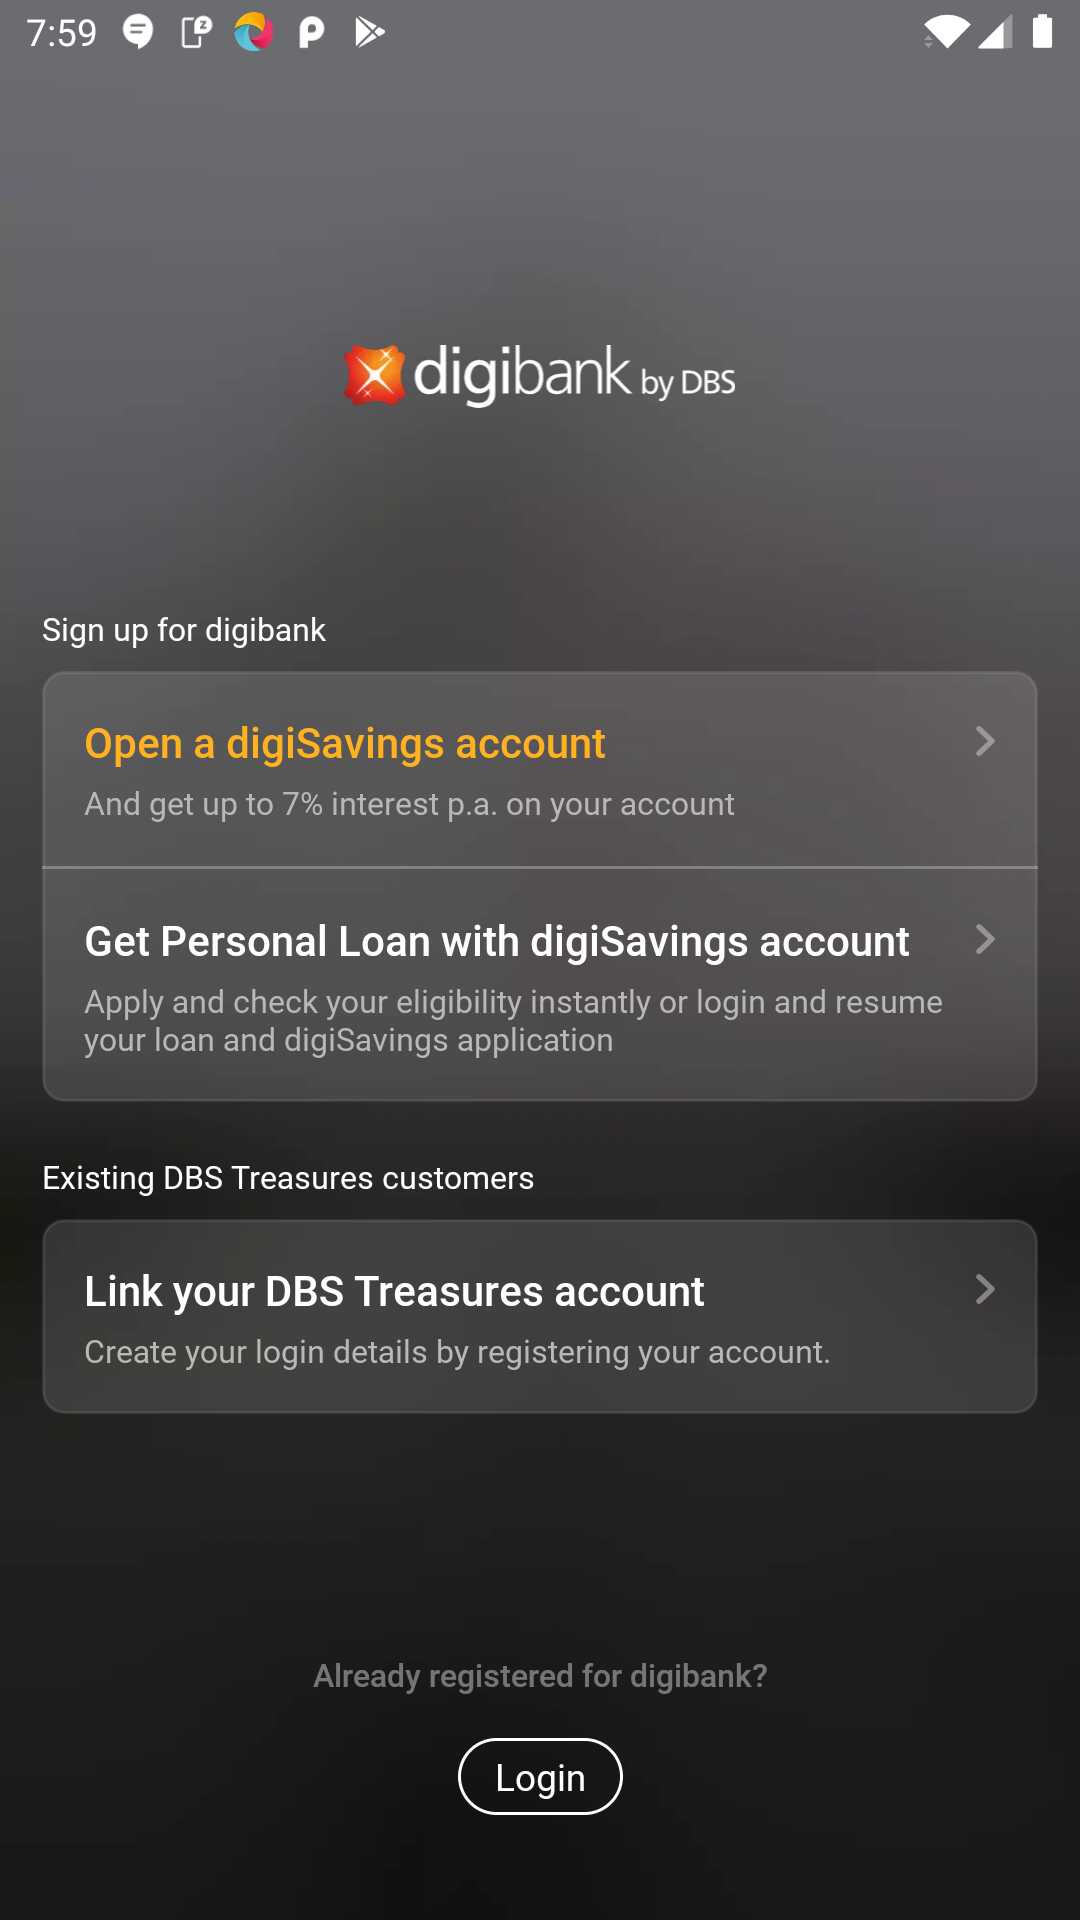 7:59
digibank by DBS
Sign up for digibank
Open a digiSavings account
And get up to 7% interest p.a. on your account
Get Personal Loan with digiSavings account
Apply and check your eligibility instantly or login and resume
your loan and digiSavings application
Existing DBS Treasures customers
Link your DBS Treasures account
Create your login details by registering your account.
Already registered for digibank?
Login